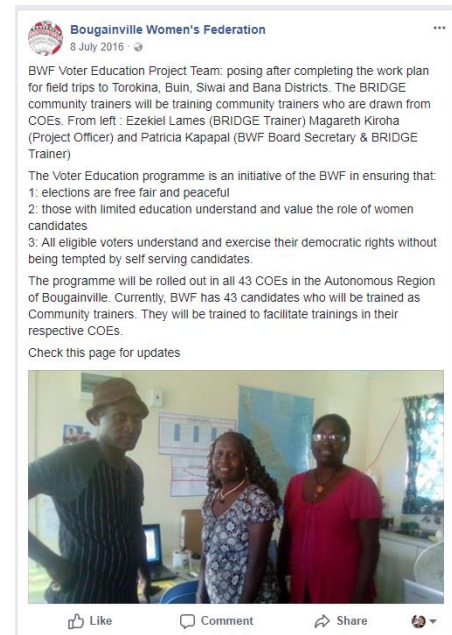 Bougainville Women's Federation
8 July 2016 ·
BWF Voter Education Project Team: posing after completing the work plan
for field trips to Torokina, Buin, Siwai and Bana Districts. The BRIDGE
community trainers will be training community trainers who are drawn from
COEs. From left : Ezekiel Lames (BRIDGE Trainer) Magareth Kiroha
(Project Officer) and Patricia Kapapal (BWF Board Secretary & BRIDGE
Trainer)
The Voter Education programme is an initiative of the BWF in ensuring that:
1: elections are free fair and peaceful
2: those with limited education understand and value the role of women
candidates
3: All eligible voters understand and exercise their democratic rights without
being tempted by self serving candidates.
The programme will be rolled out in all 43 COEs in the Autonomous Region
of Bougainville. Currently, BWF has 43 candidates who will be trained as
Community trainers. They will be trained to facilitate trainings in their
respective COEs.
Check this page for updates
Like Comment Share